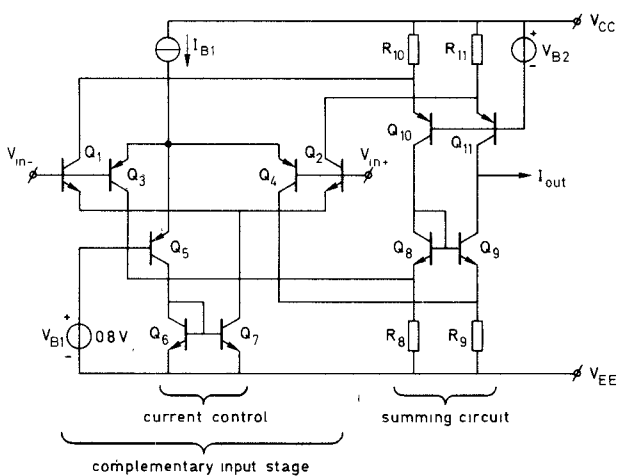 V_CC
I_B1
R_10
R_11
+
V_B2
-
Q_10
Q_11
V_in-
Q_1
Q_3
Q_4
Q_2
V_in+
I_out
Q_5
Q_8
Q_9
+
V_B1
0.8 V
-
Q_6
Q_7
R_8
R_9
V_EE
current control
summing circuit
complementary input stage